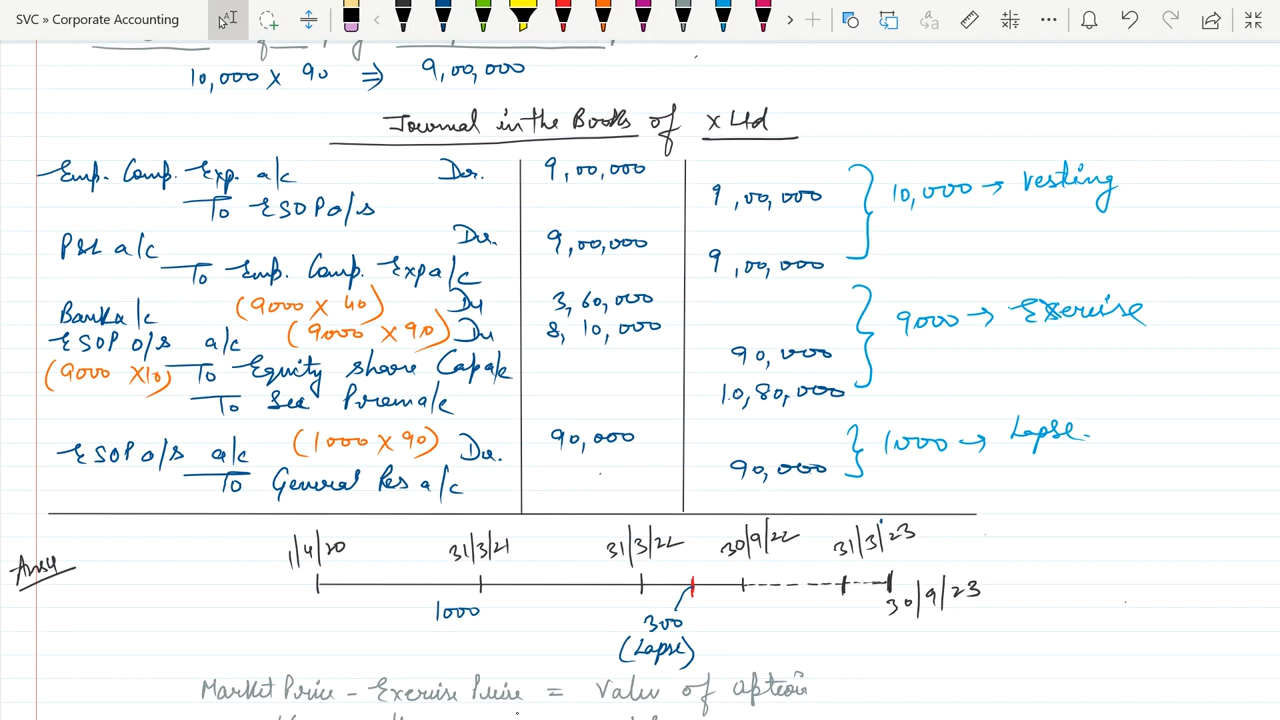 SVC » Corporate Accounting
10,000 x 90 ⇒ 9,00,000
Journal in the Books of X Ltd
Emp. Comp. Exp. a/c Dr. 9,00,000
To ESOP o/s 9,00,000
10,000 → vesting
P&L a/c Dr. 9,00,000
To Emp. Comp. Exp a/c 9,00,000
Bank a/c (9000 x 40) Dr 3,60,000
ESOP o/s a/c (9000 x 90) Dr 8,10,000
9000 → Exercise
(9000 x 10) To Equity share Cap a/c 90,000
To Sec Prem a/c 10,80,000
ESOP o/s a/c (1000 x 90) Dr. 90,000
To General Res a/c 90,000
1000 → Lapse.
Ans4
1/4/20 31/3/21 31/3/22 30/9/22 31/3/23
30/9/23
1000
300
(Lapse)
Market Price - Exercise Price = Value of option